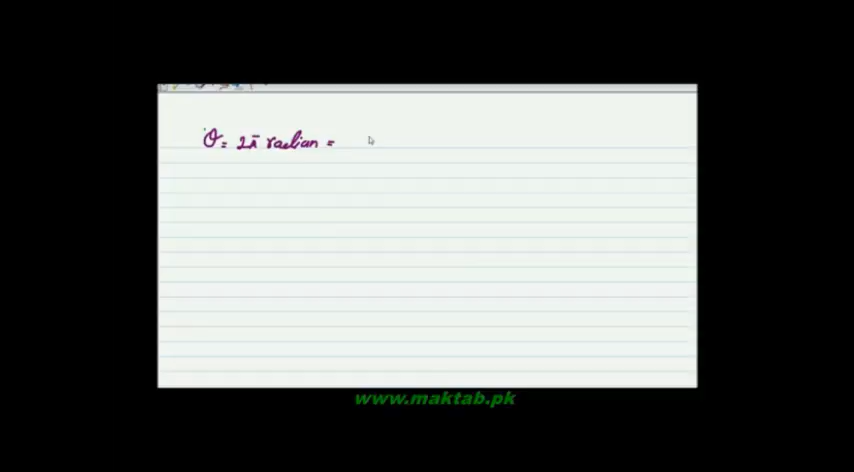 θ = 2π radian =
www.maktab.pk